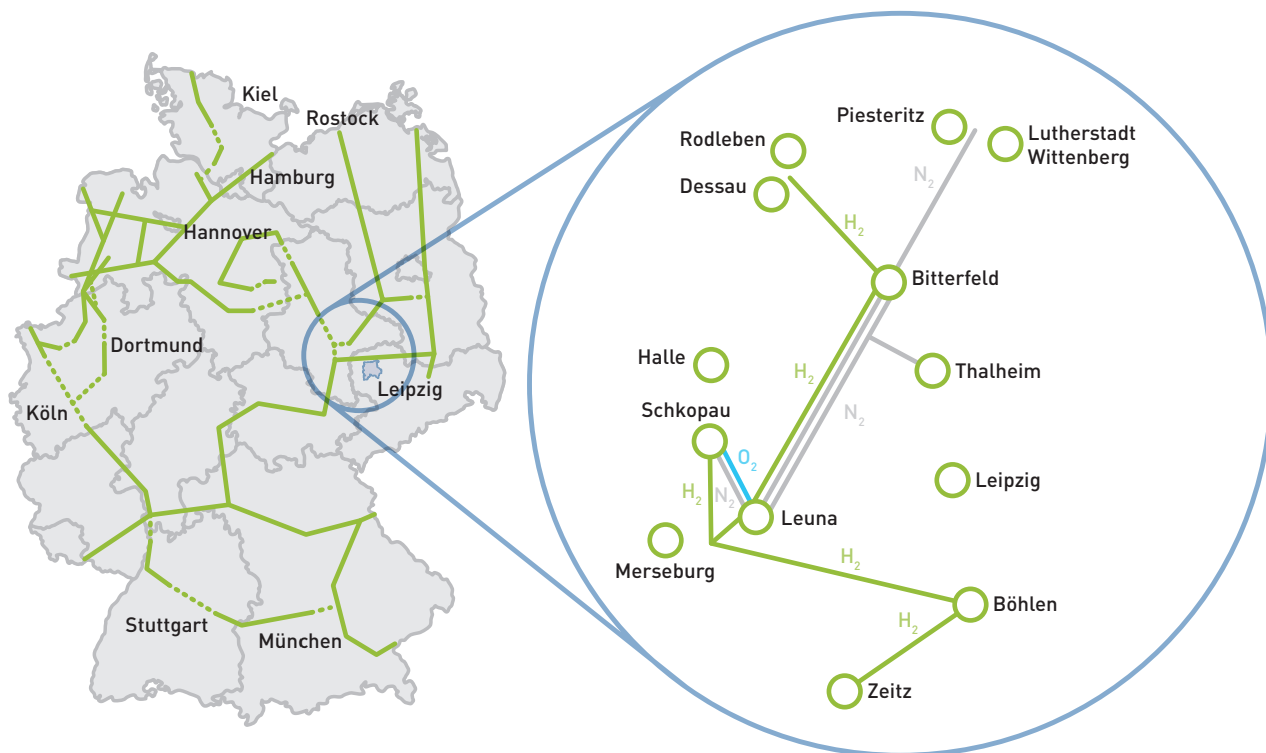 Kiel
Rostock
Hamburg
Hannover
Dortmund
Köln
Leipzig
Stuttgart
München
Piesteritz
Lutherstadt
Wittenberg
Rodleben
Dessau
N₂
H₂
Bitterfeld
Halle
H₂
Thalheim
Schkopau
N₂
O₂
H₂
N₂
Leipzig
Leuna
Merseburg
H₂
Böhlen
H₂
Zeitz